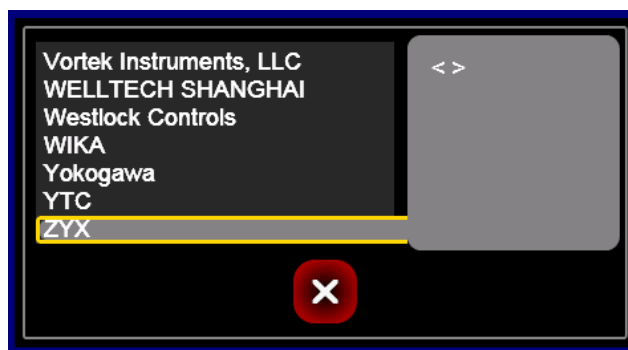 Vortek Instruments, LLC
WELLTECH SHANGHAI
Westlock Controls
WIKA
Yokogawa
YTC
ZYX
< >